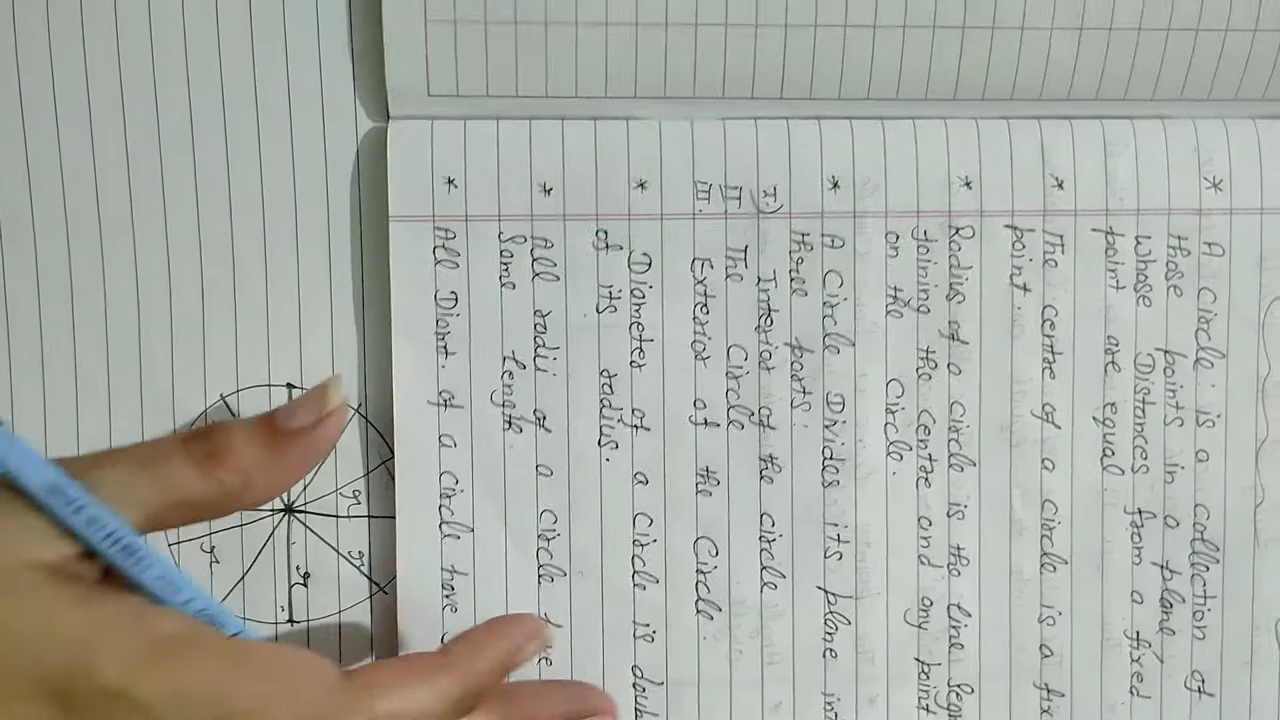 * A circle is a collection of
those points in a plane,
whose Distances from a fixed
point are equal.
* The centre of a circle is a fix
point.
* Radius of a circle is the line Segm
joining the centre and any point
on the Circle.
* A Circle Divides its plane int
three parts:
I.) Interior of the circle
II The Circle
III. Exterior of the Circle.
* Diameter of a circle is doub
of its radius.
* All radii of a circle have
Same length.
* All Diamt. of a circle have
r
r
r
r